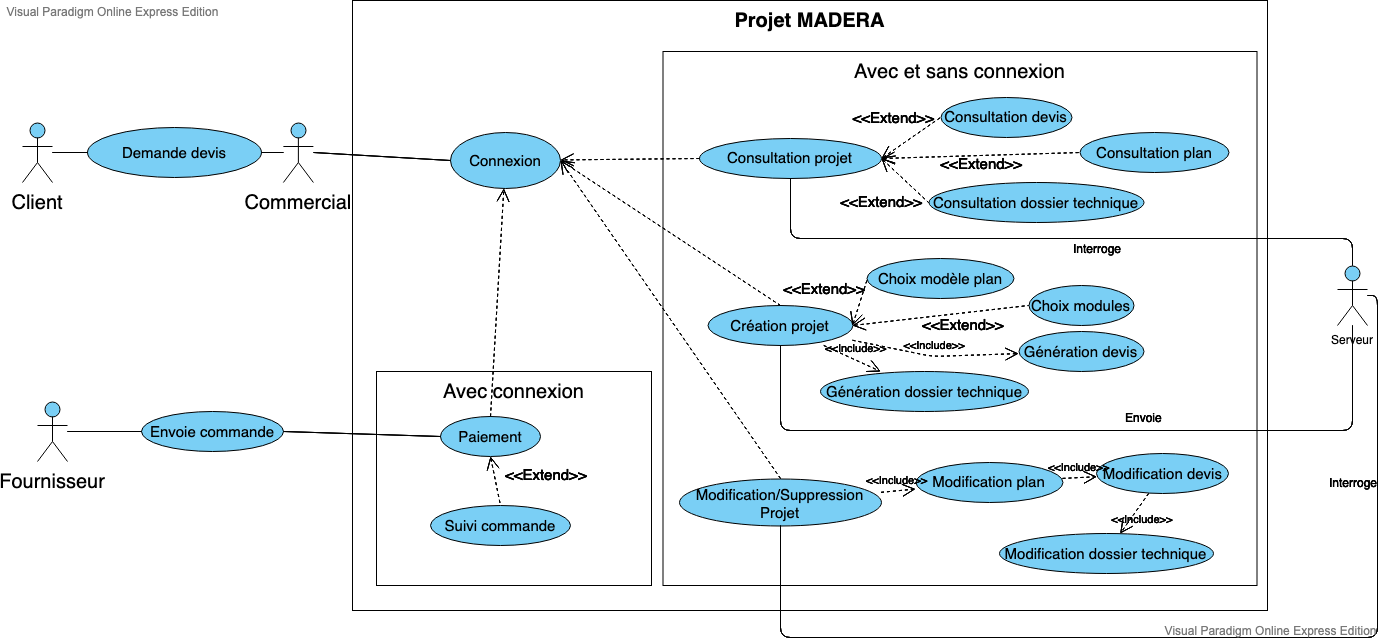 Visual Paradigm Online Express Edition
Projet MADERA
Avec et sans connexion
<<Extend>>
Consultation devis
Demande devis
Connexion
Consultation projet
<<Extend>>
Consultation plan
Client
Commercial
<<Extend>>
Consultation dossier technique
Interroge
<<Extend>>
Choix modèle plan
Choix modules
Création projet
<<Extend>>
Serveur
<<Include>>
<<Include>>
Génération devis
Génération dossier technique
Avec connexion
Envoie
Envoie commande
Paiement
Fournisseur
<<Extend>>
Suivi commande
<<Include>>
Modification/Suppression
Projet
Modification plan
<<Include>>
Modification devis
Interroge
<<Include>>
Modification dossier technique
Visual Paradigm Online Express Edition